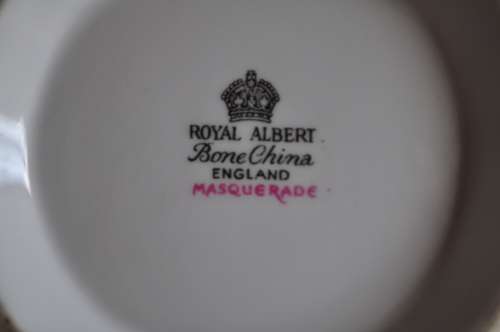 ROYAL ALBERT
Bone China
ENGLAND
MASQUERADE